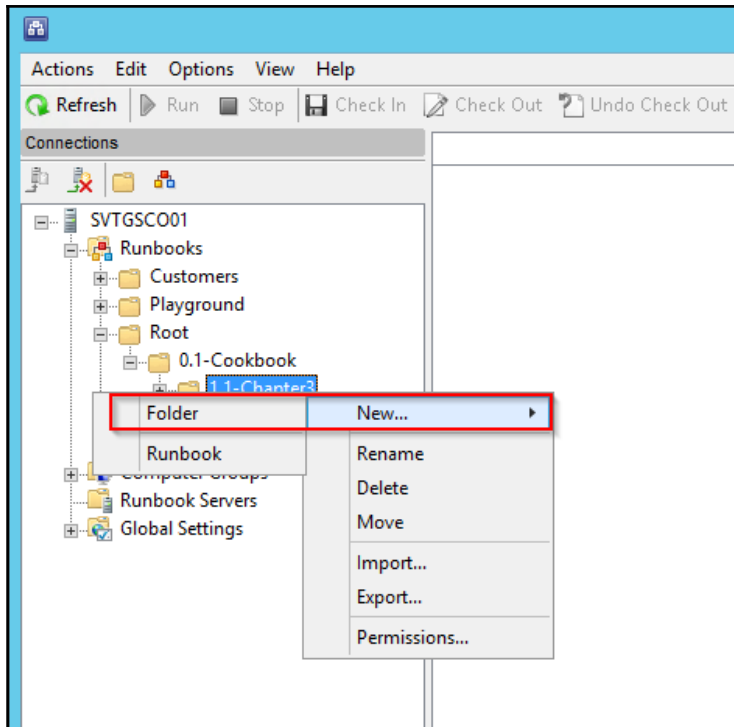 Actions Edit Options View Help
Refresh Run Stop Check In Check Out Undo Check Out
Connections
SVTGSCO01
Runbooks
Customers
Playground
Root
0.1-Cookbook
1.1-Chapter3
Folder New...
Runbook Rename
Computer Groups
Delete
Runbook Servers
Move
Global Settings
Import...
Export...
Permissions...